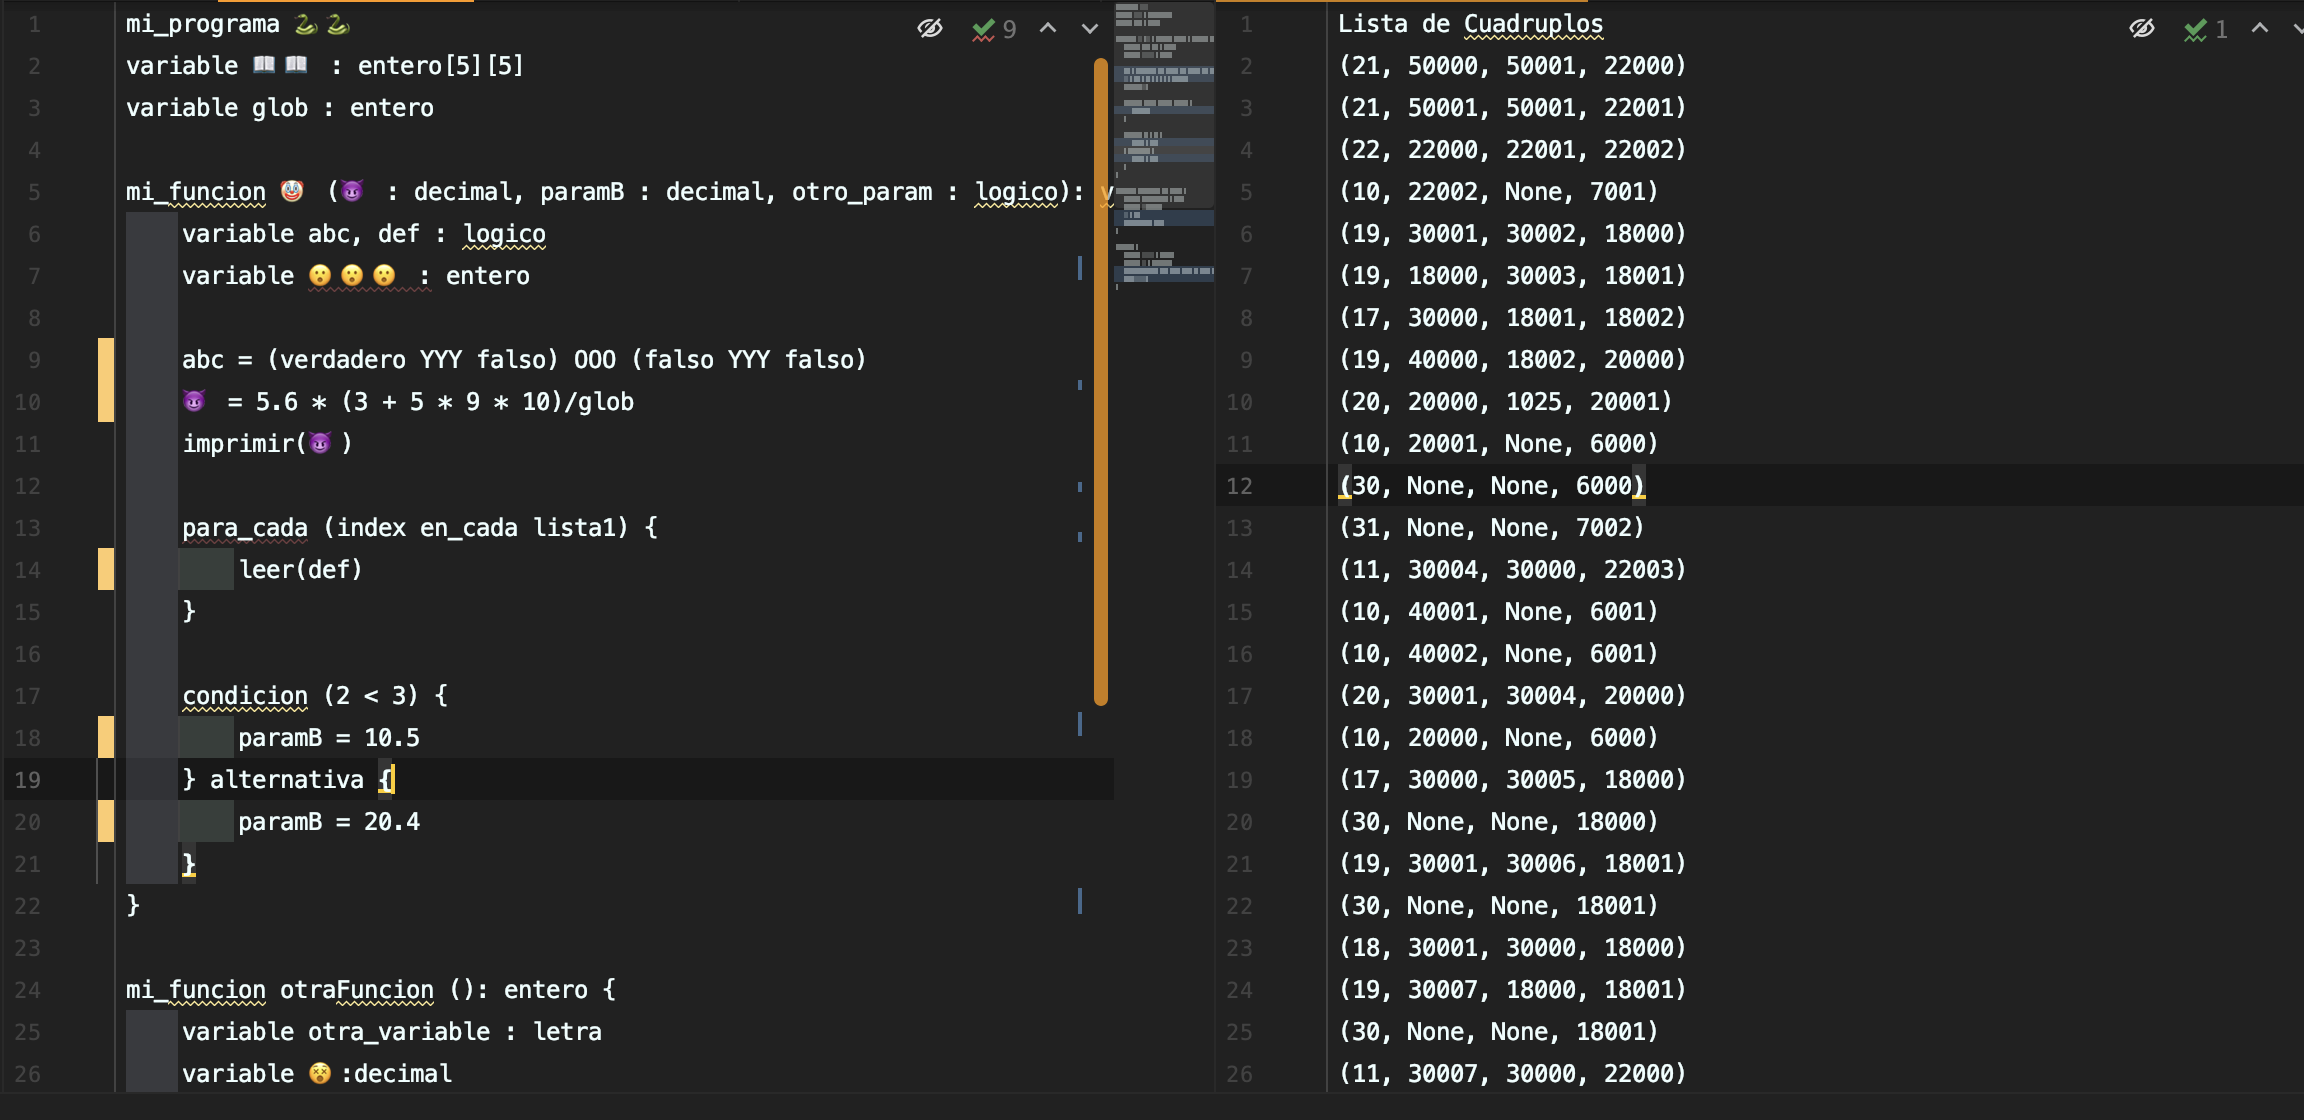 9
1 mi_programa 🐍🐍
2 variable 📖📖 : entero[5][5]
3 variable glob : entero
4
5 mi_funcion 🤡 (😈 : decimal, paramB : decimal, otro_param : logico): v
6 variable abc, def : logico
7 variable 😮😮😮 : entero
8
9 abc = (verdadero YYY falso) OOO (falso YYY falso)
10 😈 = 5.6 * (3 + 5 * 9 * 10)/glob
11 imprimir(😈 )
12
13 para_cada (index en_cada lista1) {
14 leer(def)
15 }
16
17 condicion (2 < 3) {
18 paramB = 10.5
19 } alternativa {
20 paramB = 20.4
21 }
22 }
23
24 mi_funcion otraFuncion (): entero {
25 variable otra_variable : letra
26 variable 😵 :decimal
1
1 Lista de Cuadruplos
2 (21, 50000, 50001, 22000)
3 (21, 50001, 50001, 22001)
4 (22, 22000, 22001, 22002)
5 (10, 22002, None, 7001)
6 (19, 30001, 30002, 18000)
7 (19, 18000, 30003, 18001)
8 (17, 30000, 18001, 18002)
9 (19, 40000, 18002, 20000)
10 (20, 20000, 1025, 20001)
11 (10, 20001, None, 6000)
12 (30, None, None, 6000)
13 (31, None, None, 7002)
14 (11, 30004, 30000, 22003)
15 (10, 40001, None, 6001)
16 (10, 40002, None, 6001)
17 (20, 30001, 30004, 20000)
18 (10, 20000, None, 6000)
19 (17, 30000, 30005, 18000)
20 (30, None, None, 18000)
21 (19, 30001, 30006, 18001)
22 (30, None, None, 18001)
23 (18, 30001, 30000, 18000)
24 (19, 30007, 18000, 18001)
25 (30, None, None, 18001)
26 (11, 30007, 30000, 22000)